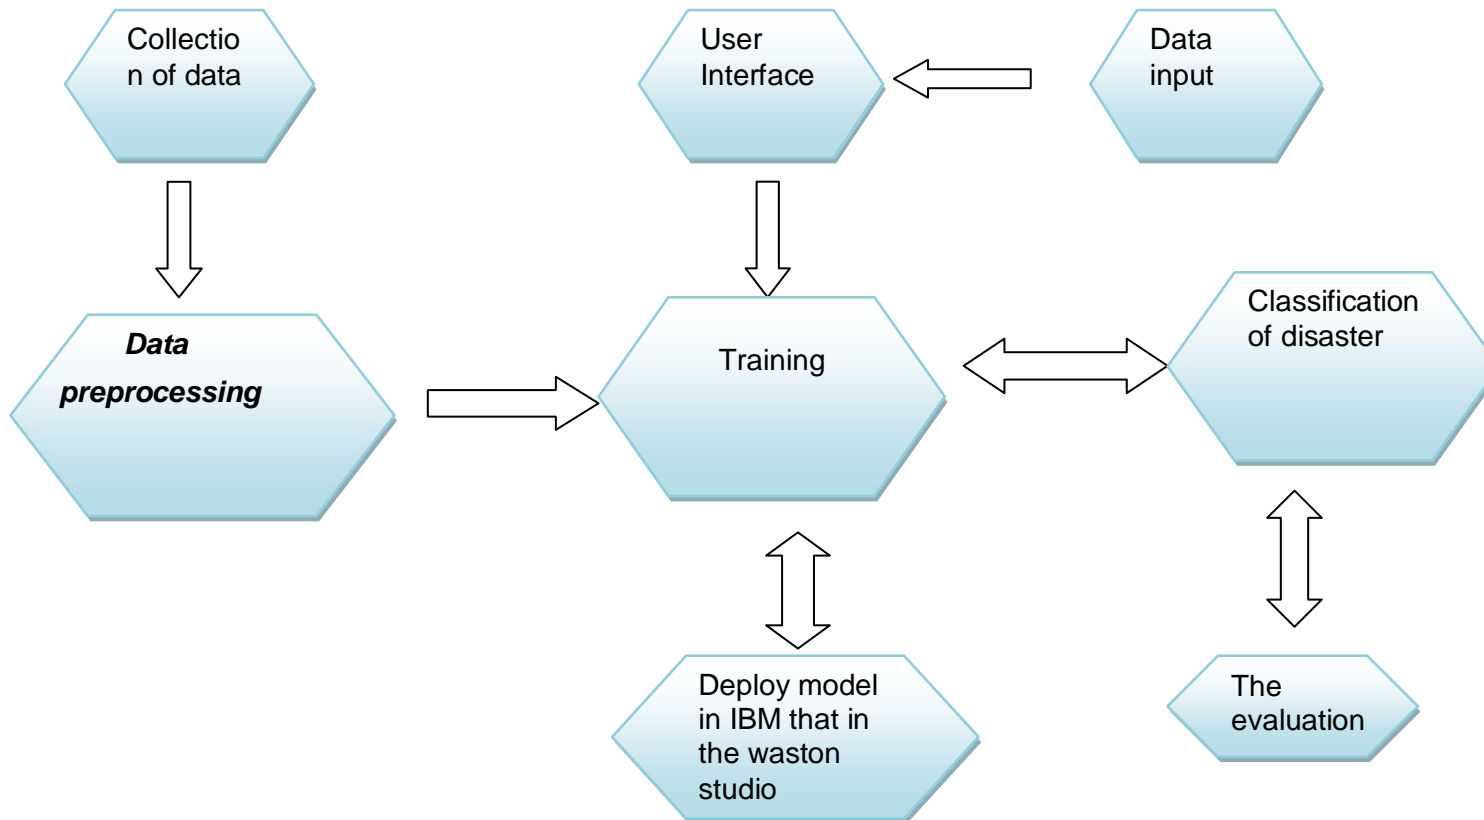 Collectio
n of data
User
Interface
Data
input
Data
preprocessing
Training
Classification
of disaster
Deploy model
in IBM that in
the waston
studio
The
evaluation